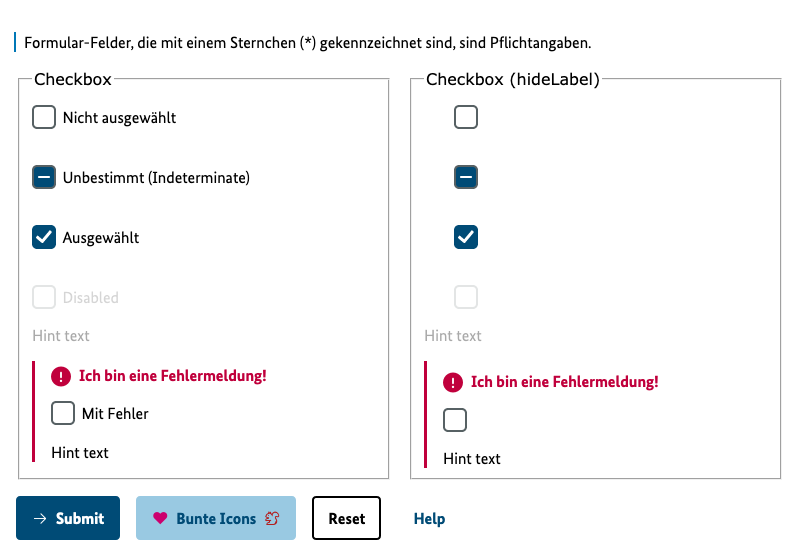 Formular-Felder, die mit einem Sternchen (*) gekennzeichnet sind, sind Pflichtangaben.
Checkbox
Nicht ausgewählt
Unbestimmt (Indeterminate)
Ausgewählt
Disabled
Hint text
Ich bin eine Fehlermeldung!
Mit Fehler
Hint text
Checkbox (hideLabel)
Hint text
Ich bin eine Fehlermeldung!
Hint text
Submit
Bunte Icons
Reset
Help